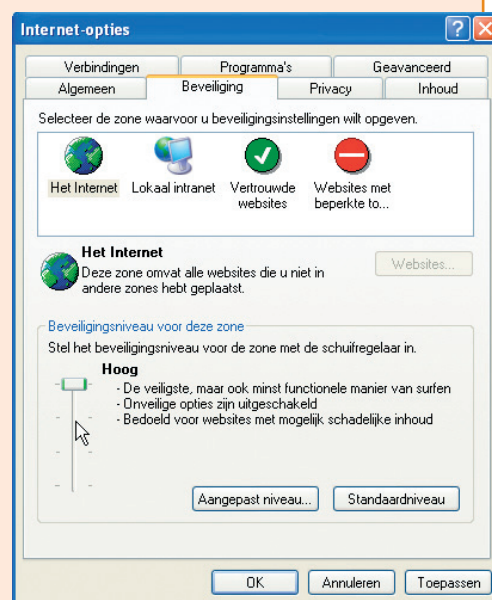 Internet-opties
Verbindingen Programma's Geavanceerd
Algemeen Beveiliging Privacy Inhoud
Selecteer de zone waarvoor u beveiligingsinstellingen wilt opgeven.
Het Internet Lokaal intranet Vertrouwde websites Websites met beperkte to...
Het Internet
Deze zone omvat alle websites die u niet in
andere zones hebt geplaatst.
Websites...
Beveiligingsniveau voor deze zone
Stel het beveiligingsniveau voor de zone met de schuifregelaar in.
Hoog
- De veiligste, maar ook minst functionele manier van surfen
- Onveilige opties zijn uitgeschakeld
- Bedoeld voor websites met mogelijk schadelijke inhoud
Aangepast niveau... Standaardniveau
OK Annuleren Toepassen